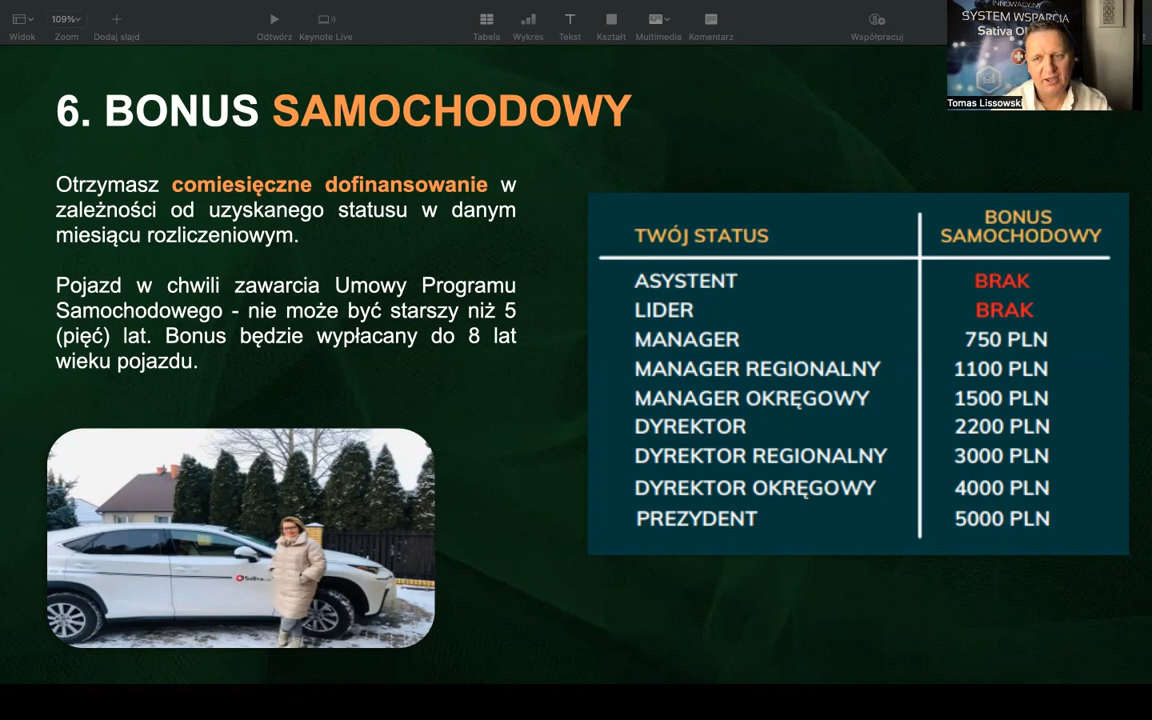 109%
Widok
Zoom
Dodaj slajd
Odtwórz
Keynote Live
Tabela
Wykres
Tekst
Kształt
Multimedia
Komentarz
Współpracuj
INNOWACYJNY
SYSTEM WSPARCIA
Sativa
Tomas Lissowski
6. BONUS SAMOCHODOWY
Otrzymasz comiesięczne dofinansowanie w
zależności od uzyskanego statusu w danym
miesiącu rozliczeniowym.
Pojazd w chwili zawarcia Umowy Programu
Samochodowego - nie może być starszy niż 5
(pięć) lat. Bonus będzie wypłacany do 8 lat
wieku pojazdu.
TWÓJ STATUS
BONUS
SAMOCHODOWY
ASYSTENT BRAK
LIDER BRAK
MANAGER 750 PLN
MANAGER REGIONALNY 1100 PLN
MANAGER OKRĘGOWY 1500 PLN
DYREKTOR 2200 PLN
DYREKTOR REGIONALNY 3000 PLN
DYREKTOR OKRĘGOWY 4000 PLN
PREZYDENT 5000 PLN
Sativa